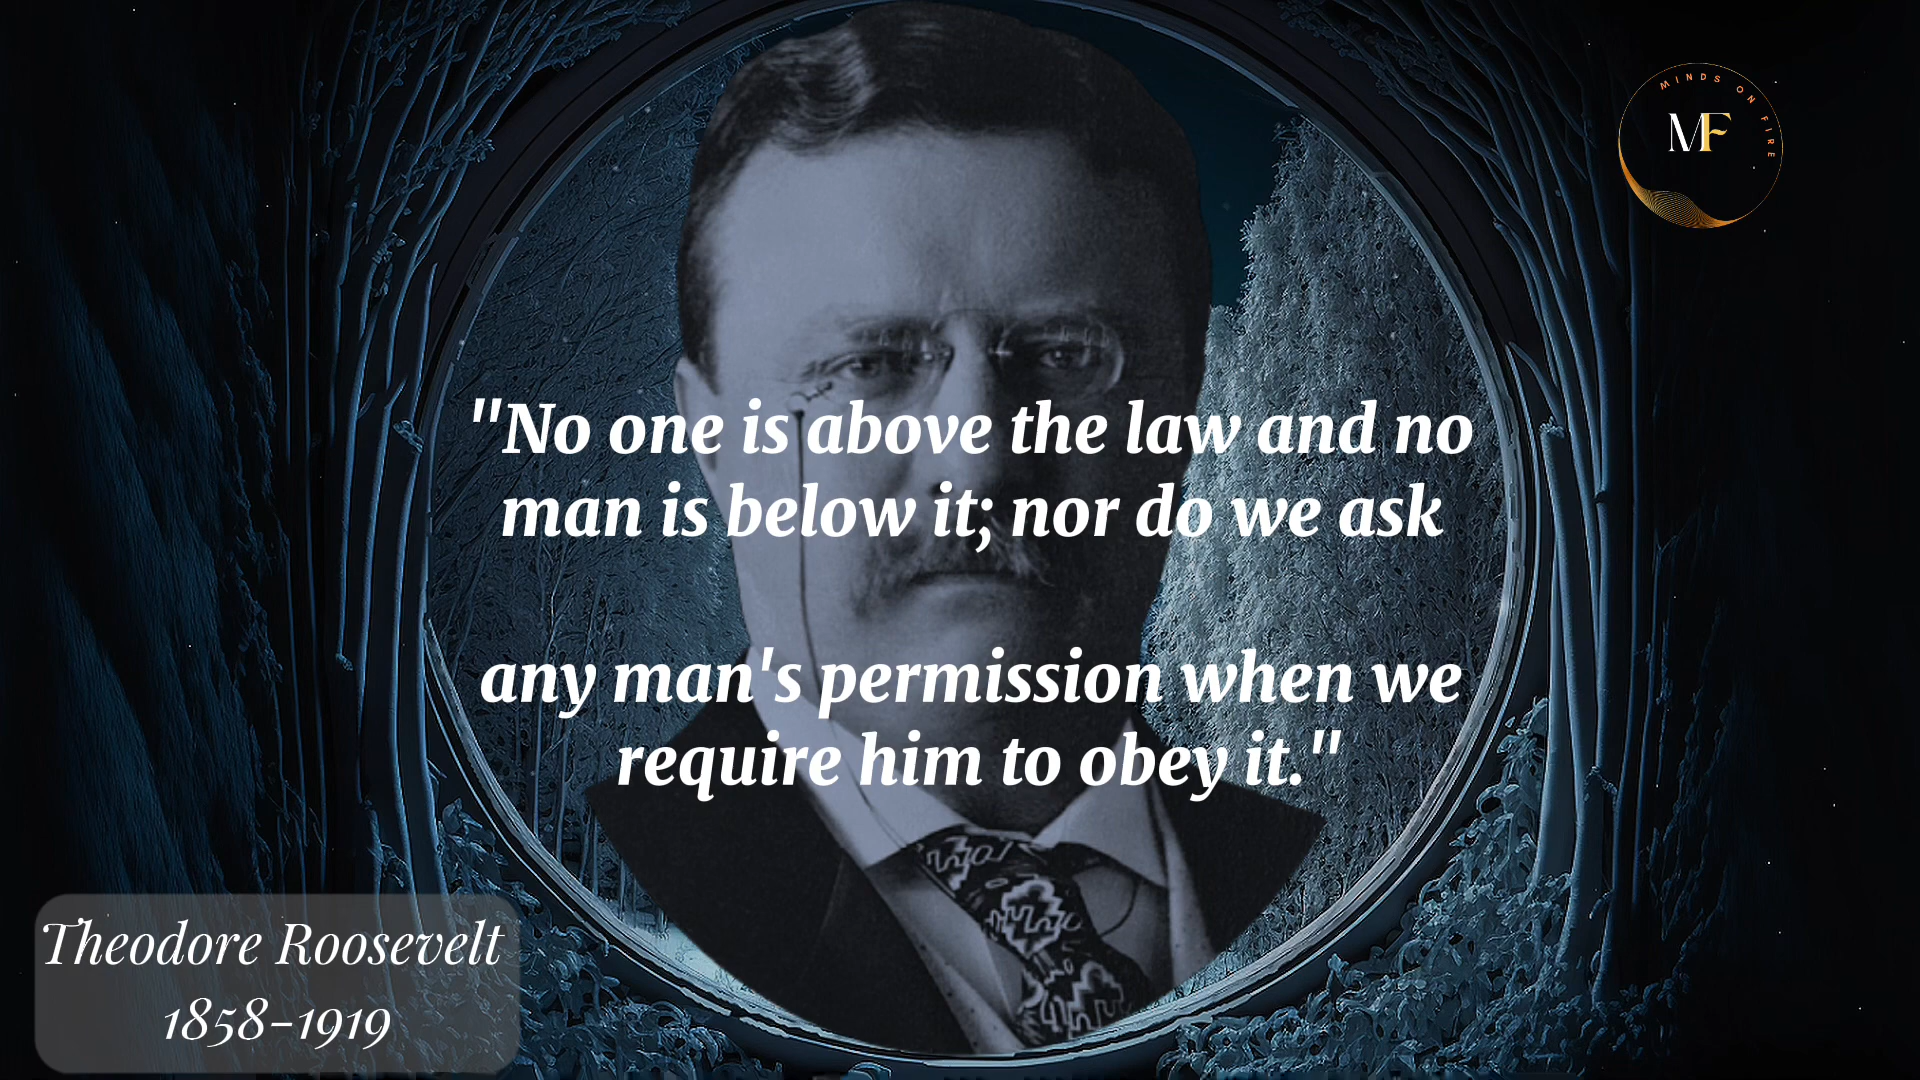 MINDS ON FIRE
MF
"No one is above the law and no
man is below it; nor do we ask
any man's permission when we
require him to obey it."
Theodore Roosevelt
1858-1919